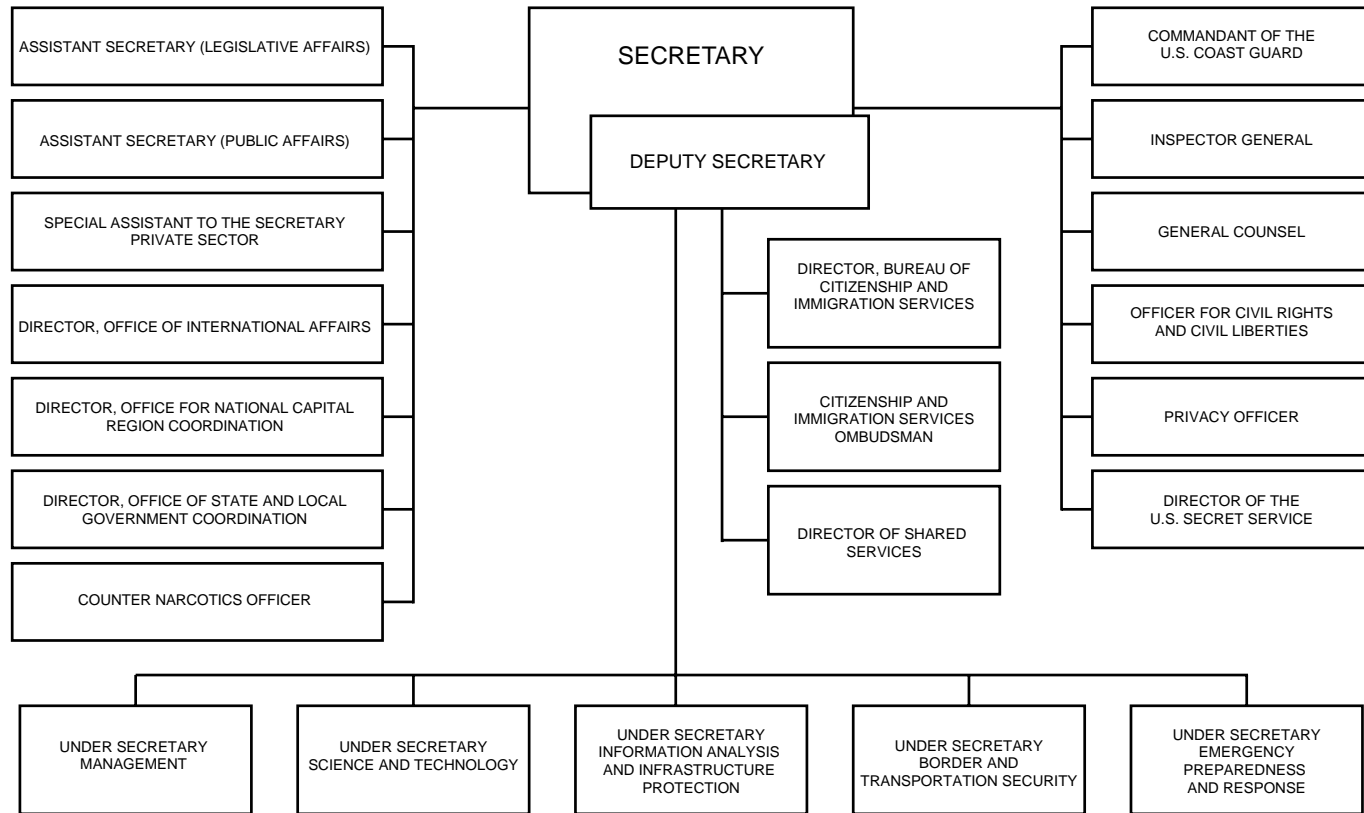 SECRETARY
DEPUTY SECRETARY
ASSISTANT SECRETARY (LEGISLATIVE AFFAIRS)
ASSISTANT SECRETARY (PUBLIC AFFAIRS)
SPECIAL ASSISTANT TO THE SECRETARY
PRIVATE SECTOR
DIRECTOR, OFFICE OF INTERNATIONAL AFFAIRS
DIRECTOR, OFFICE FOR NATIONAL CAPITAL
REGION COORDINATION
DIRECTOR, OFFICE OF STATE AND LOCAL
GOVERNMENT COORDINATION
COUNTER NARCOTICS OFFICER
DIRECTOR, BUREAU OF
CITIZENSHIP AND
IMMIGRATION SERVICES
CITIZENSHIP AND
IMMIGRATION SERVICES
OMBUDSMAN
DIRECTOR OF SHARED
SERVICES
COMMANDANT OF THE
U.S. COAST GUARD
INSPECTOR GENERAL
GENERAL COUNSEL
OFFICER FOR CIVIL RIGHTS
AND CIVIL LIBERTIES
PRIVACY OFFICER
DIRECTOR OF THE
U.S. SECRET SERVICE
UNDER SECRETARY
MANAGEMENT
UNDER SECRETARY
SCIENCE AND TECHNOLOGY
UNDER SECRETARY
INFORMATION ANALYSIS
AND INFRASTRUCTURE
PROTECTION
UNDER SECRETARY
BORDER AND
TRANSPORTATION SECURITY
UNDER SECRETARY
EMERGENCY
PREPAREDNESS
AND RESPONSE